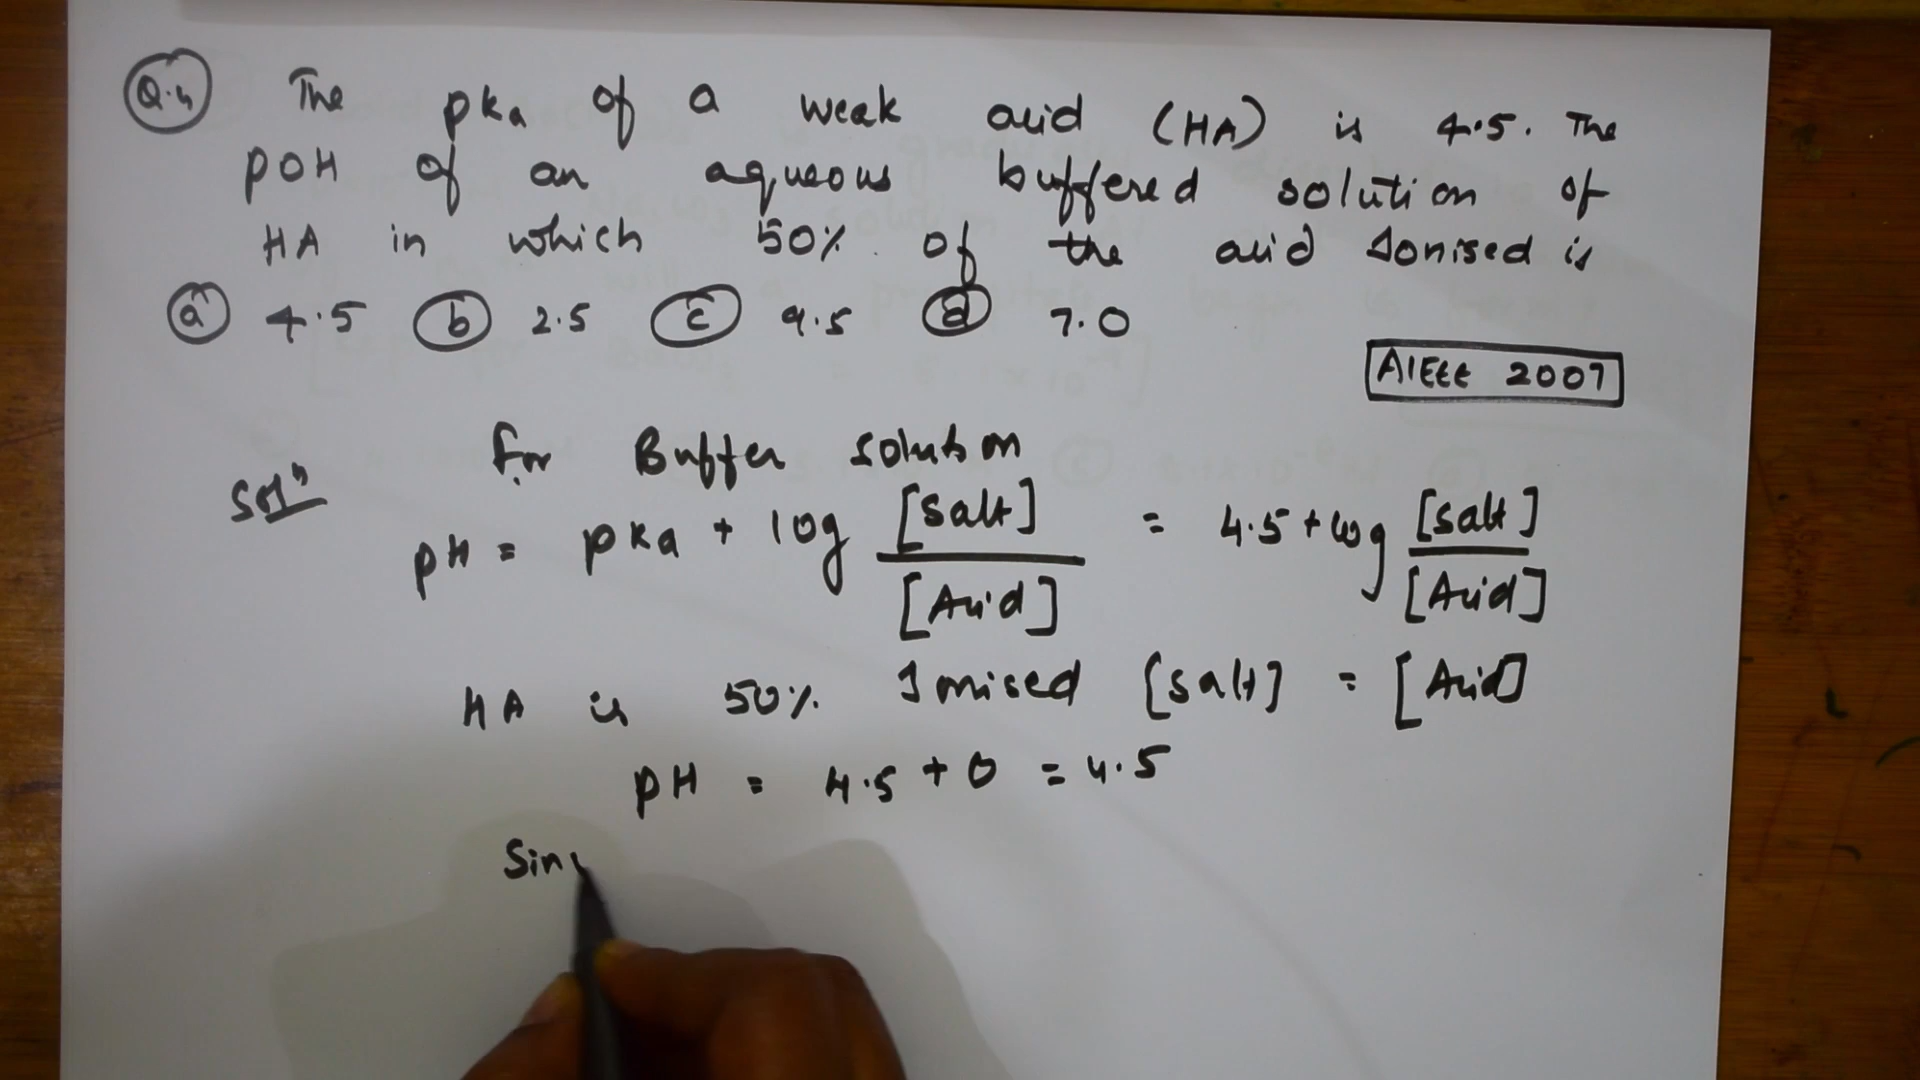 Q.4 The pka of a weak acid (HA) is 4.5. The
pOH of an aqueous buffered solution of
HA in which 50% of the acid Ionised is
(a) 4.5 (b) 2.5 (c) 9.5 (d) 7.0
AIEEE 2007
Solⁿ
For Buffer solution
pH = pka + log [Salt] / [Acid] = 4.5 + log [Salt] / [Acid]
HA is 50% Ionised [Salt] = [Acid]
pH = 4.5 + 0 = 4.5
Sin